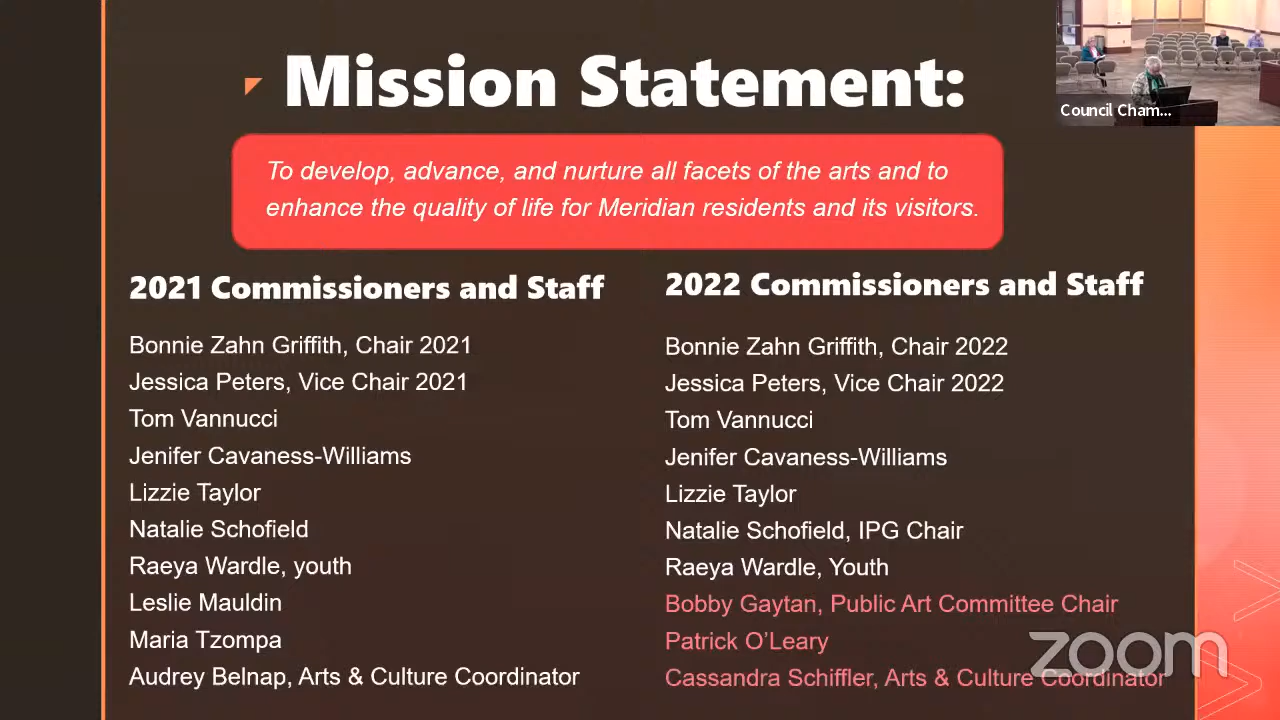 Mission Statement:
Council Cham...
To develop, advance, and nurture all facets of the arts and to
enhance the quality of life for Meridian residents and its visitors.
2021 Commissioners and Staff
Bonnie Zahn Griffith, Chair 2021
Jessica Peters, Vice Chair 2021
Tom Vannucci
Jenifer Cavaness-Williams
Lizzie Taylor
Natalie Schofield
Raeya Wardle, youth
Leslie Mauldin
Maria Tzompa
Audrey Belnap, Arts & Culture Coordinator
2022 Commissioners and Staff
Bonnie Zahn Griffith, Chair 2022
Jessica Peters, Vice Chair 2022
Tom Vannucci
Jenifer Cavaness-Williams
Lizzie Taylor
Natalie Schofield, IPG Chair
Raeya Wardle, Youth
Bobby Gaytan, Public Art Committee Chair
Patrick O’Leary
Cassandra Schiffler, Arts & Culture Coordinator
zoom